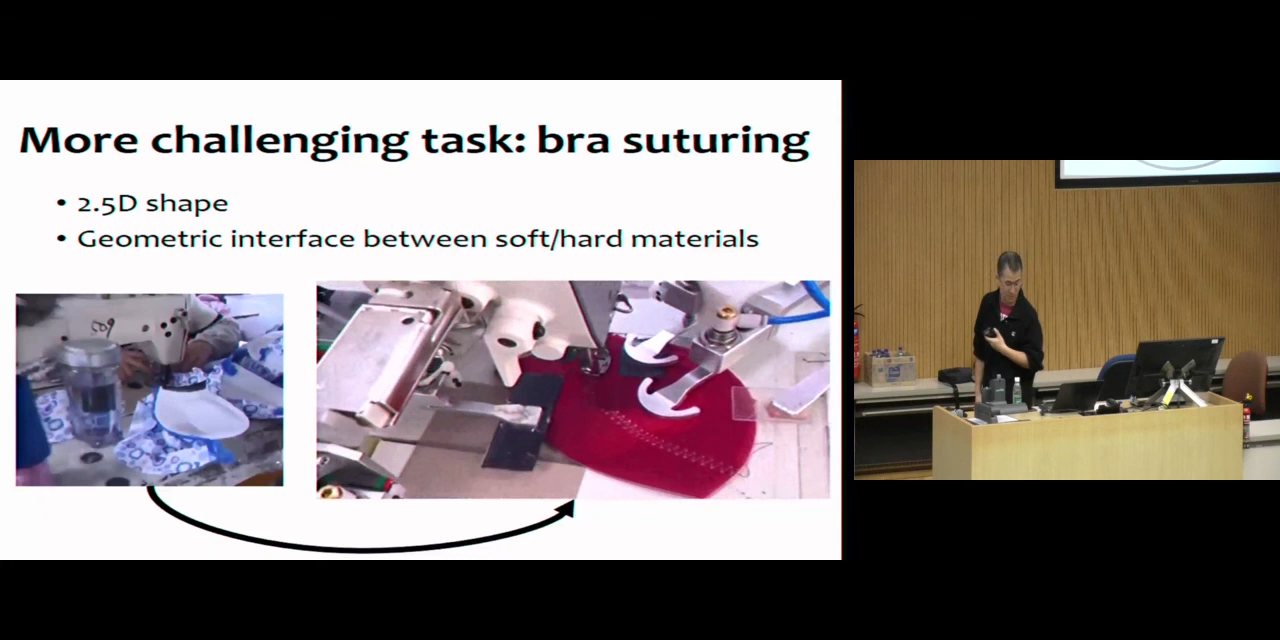 More challenging task: bra suturing
• 2.5D shape
• Geometric interface between soft/hard materials